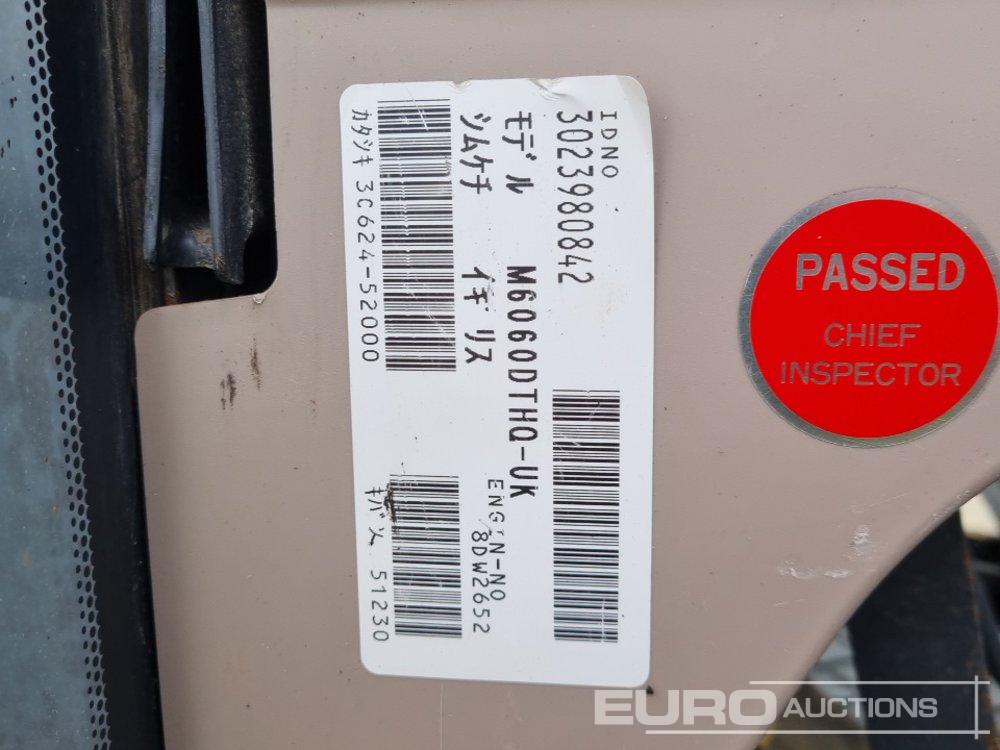 IDNO
30239980842
モデル M6060DTHQ-UK
シムケチ イギリス
ENGIN-NO
8DW2652
カタシキ 3C624-52000
キバン 51230
PASSED
CHIEF
INSPECTOR
EURO AUCTIONS